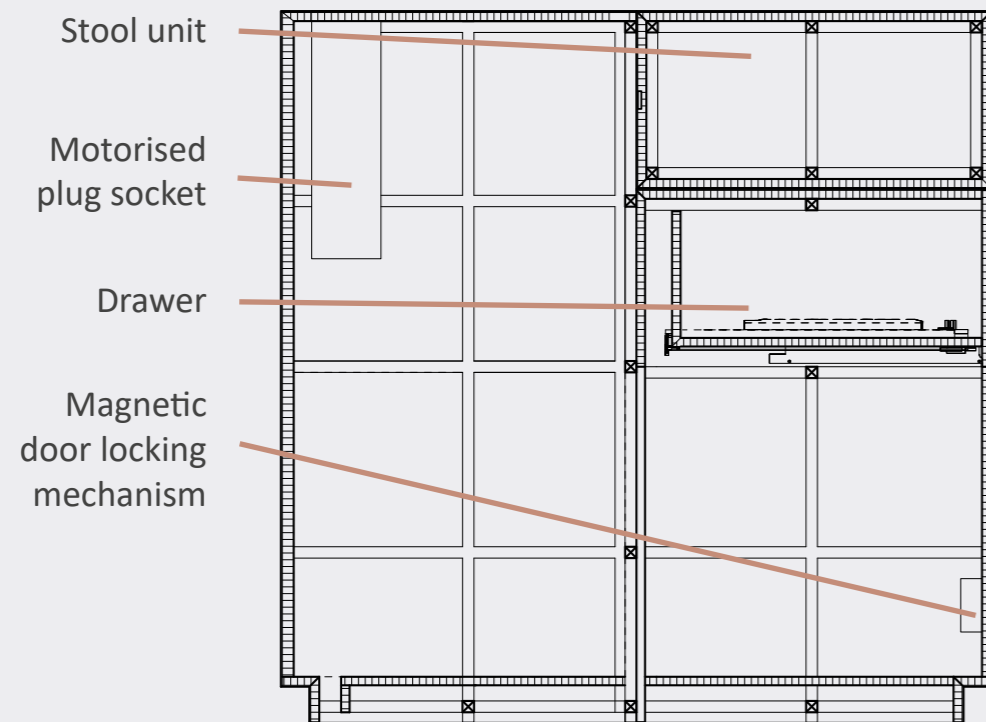 Stool unit
Motorised
plug socket
Drawer
Magnetic
door locking
mechanism